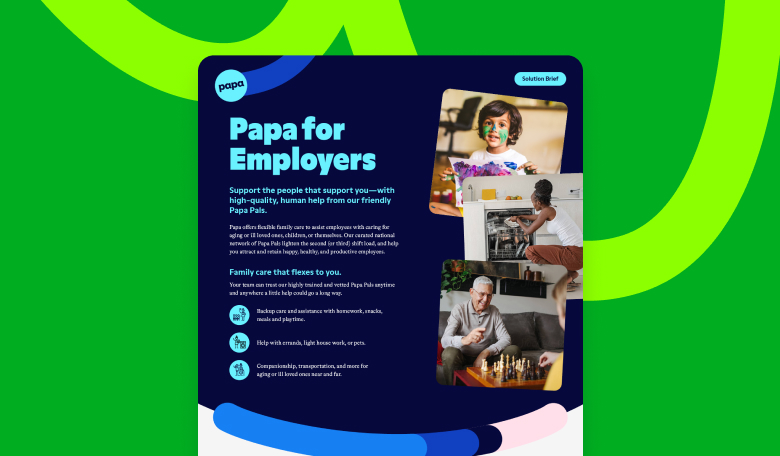 papa
Solution Brief
Papa for
Employers
Support the people that support you—with
high-quality, human help from our friendly
Papa Pals.
Papa offers flexible family care to assist employees with caring for
aging or ill loved ones, children, or themselves. Our curated national
network of Papa Pals lighten the second (or third) shift load, and help
you attract and retain happy, healthy, and productive employees.
Family care that flexes to you.
Your team can trust our highly trained and vetted Papa Pals anytime
and anywhere a little help could go a long way.
Backup care and assistance with homework, snacks,
meals and playtime.
Help with errands, light house work, or pets.
Companionship, transportation, and more for
aging or ill loved ones near and far.